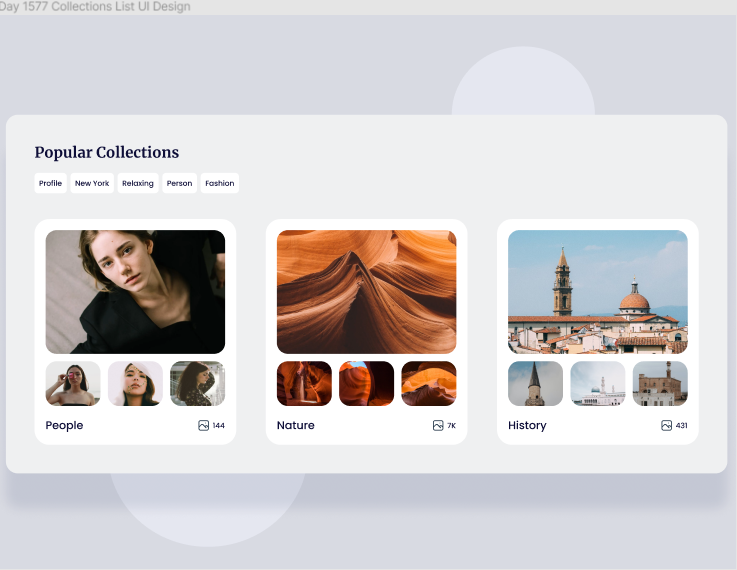 Day 1577 Collections List UI Design
Popular Collections
Profile New York Relaxing Person Fashion
People 144 Nature 7K History 431